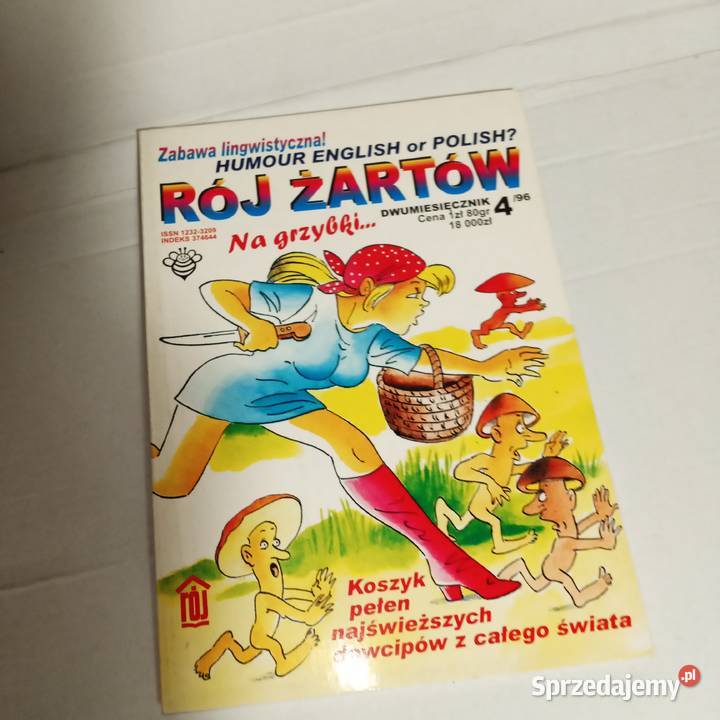 Zabawa lingwistyczna!
HUMOUR ENGLISH or POLISH?
RÓJ ŻARTÓW
ISSN 1232-3209
INDEKS 374644
DWUMIESIĘCZNIK 4/96
Cena 1zł 80gr
18 000zł
Na grzybki...
RÓJ
Koszyk
pełen
najświeższych
dowcipów z całego świata
Sprzedajemy.pl